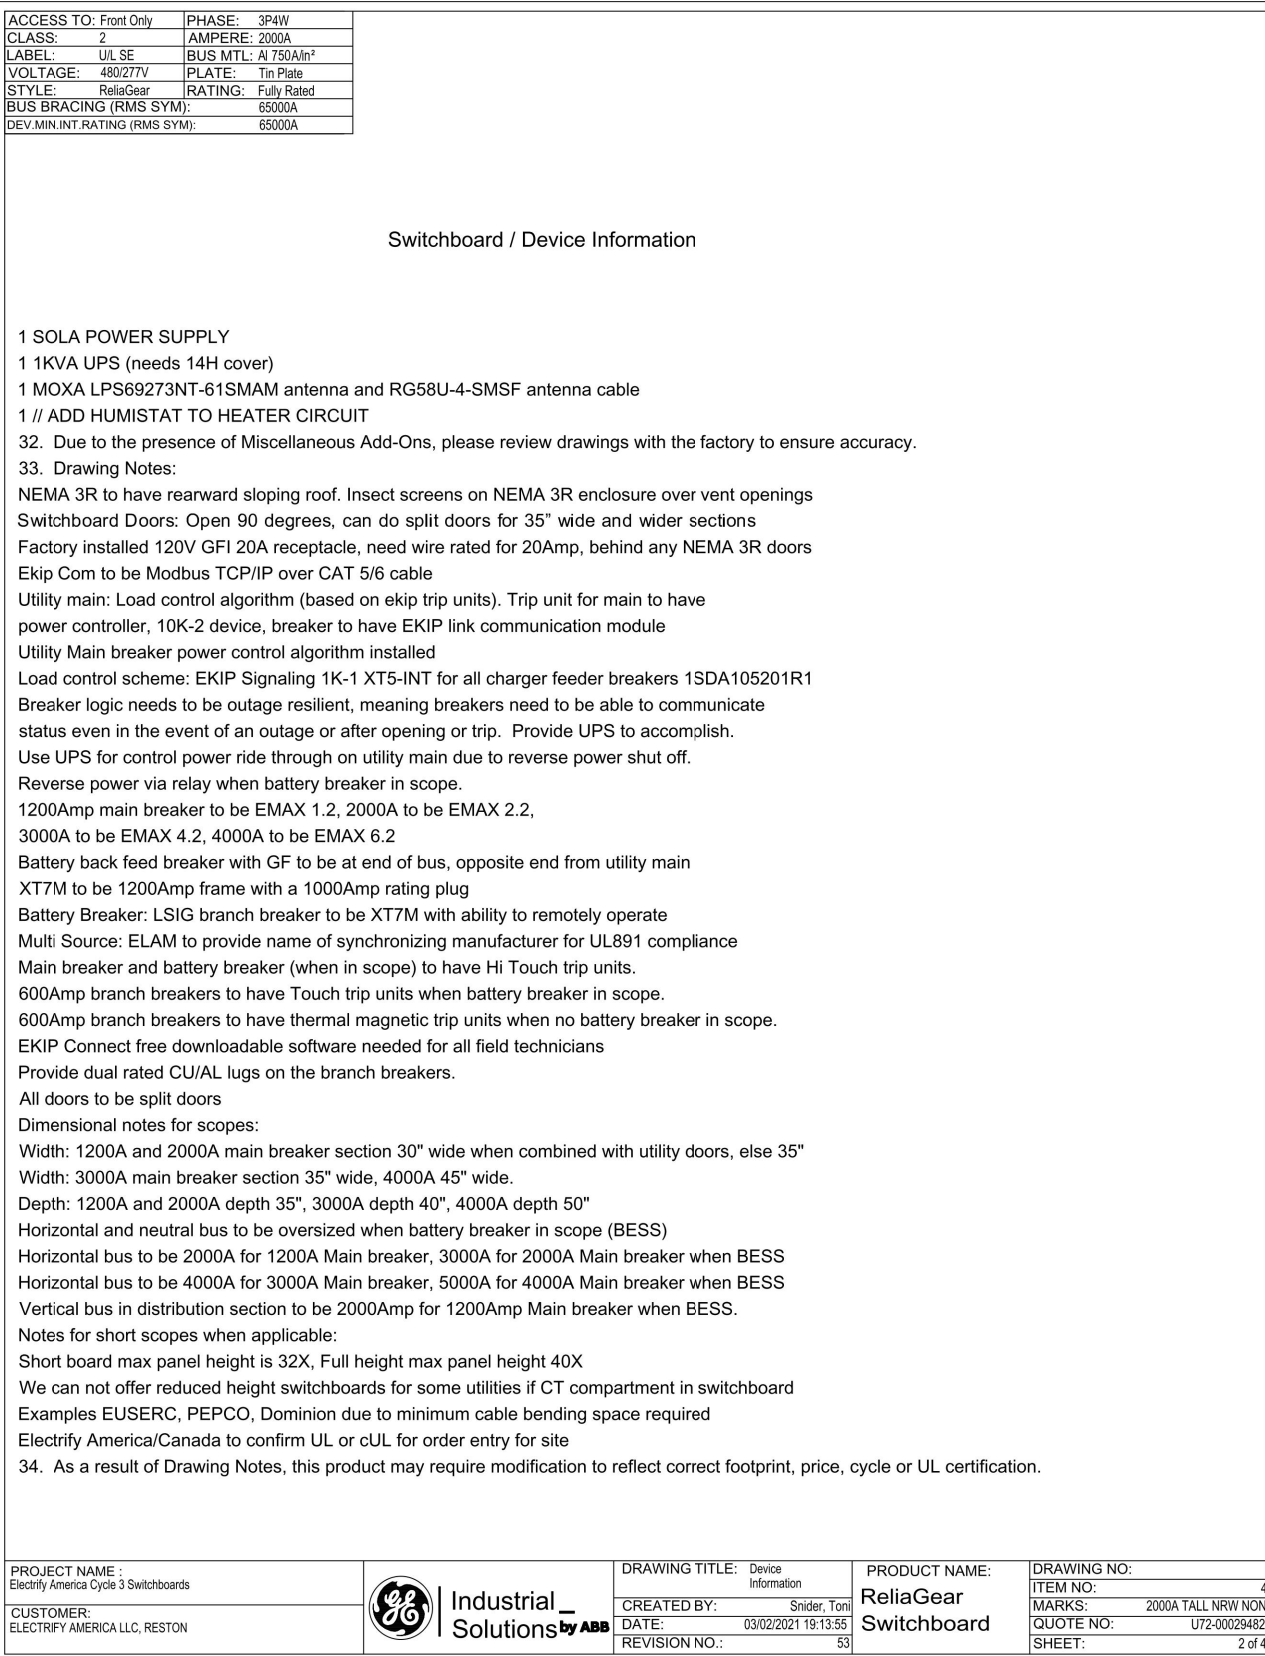 ACCESS TO: Front Only PHASE: 3P4W
CLASS: 2 AMPERE: 2000A
LABEL: U/L SE BUS MTL: Al 750A/in²
VOLTAGE: 480/277V PLATE: Tin Plate
STYLE: ReliaGear RATING: Fully Rated
BUS BRACING (RMS SYM): 65000A
DEV.MIN.INT.RATING (RMS SYM): 65000A
Switchboard / Device Information
1 SOLA POWER SUPPLY
1 1KVA UPS (needs 14H cover)
1 MOXA LPS69273NT-61SMAM antenna and RG58U-4-SMSF antenna cable
1 // ADD HUMISTAT TO HEATER CIRCUIT
32. Due to the presence of Miscellaneous Add-Ons, please review drawings with the factory to ensure accuracy.
33. Drawing Notes:
NEMA 3R to have rearward sloping roof. Insect screens on NEMA 3R enclosure over vent openings
Switchboard Doors: Open 90 degrees, can do split doors for 35” wide and wider sections
Factory installed 120V GFI 20A receptacle, need wire rated for 20Amp, behind any NEMA 3R doors
Ekip Com to be Modbus TCP/IP over CAT 5/6 cable
Utility main: Load control algorithm (based on ekip trip units). Trip unit for main to have
power controller, 10K-2 device, breaker to have EKIP link communication module
Utility Main breaker power control algorithm installed
Load control scheme: EKIP Signaling 1K-1 XT5-INT for all charger feeder breakers 1SDA105201R1
Breaker logic needs to be outage resilient, meaning breakers need to be able to communicate
status even in the event of an outage or after opening or trip. Provide UPS to accomplish.
Use UPS for control power ride through on utility main due to reverse power shut off.
Reverse power via relay when battery breaker in scope.
1200Amp main breaker to be EMAX 1.2, 2000A to be EMAX 2.2,
3000A to be EMAX 4.2, 4000A to be EMAX 6.2
Battery back feed breaker with GF to be at end of bus, opposite end from utility main
XT7M to be 1200Amp frame with a 1000Amp rating plug
Battery Breaker: LSIG branch breaker to be XT7M with ability to remotely operate
Multi Source: ELAM to provide name of synchronizing manufacturer for UL891 compliance
Main breaker and battery breaker (when in scope) to have Hi Touch trip units.
600Amp branch breakers to have Touch trip units when battery breaker in scope.
600Amp branch breakers to have thermal magnetic trip units when no battery breaker in scope.
EKIP Connect free downloadable software needed for all field technicians
Provide dual rated CU/AL lugs on the branch breakers.
All doors to be split doors
Dimensional notes for scopes:
Width: 1200A and 2000A main breaker section 30" wide when combined with utility doors, else 35"
Width: 3000A main breaker section 35" wide, 4000A 45" wide.
Depth: 1200A and 2000A depth 35", 3000A depth 40", 4000A depth 50"
Horizontal and neutral bus to be oversized when battery breaker in scope (BESS)
Horizontal bus to be 2000A for 1200A Main breaker, 3000A for 2000A Main breaker when BESS
Horizontal bus to be 4000A for 3000A Main breaker, 5000A for 4000A Main breaker when BESS
Vertical bus in distribution section to be 2000Amp for 1200Amp Main breaker when BESS.
Notes for short scopes when applicable:
Short board max panel height is 32X, Full height max panel height 40X
We can not offer reduced height switchboards for some utilities if CT compartment in switchboard
Examples EUSERC, PEPCO, Dominion due to minimum cable bending space required
Electrify America/Canada to confirm UL or cUL for order entry for site
34. As a result of Drawing Notes, this product may require modification to reflect correct footprint, price, cycle or UL certification.
PROJECT NAME :
Electrify America Cycle 3 Switchboards
CUSTOMER:
ELECTRIFY AMERICA LLC, RESTON
GE
Industrial
Solutions by ABB
DRAWING TITLE: Device
Information
CREATED BY: Snider, Toni
DATE: 03/02/2021 19:13:55
REVISION NO.: 53
PRODUCT NAME:
ReliaGear
Switchboard
DRAWING NO:
ITEM NO: 4
MARKS: 2000A TALL NRW NON
QUOTE NO: U72-00029482
SHEET: 2 of 4